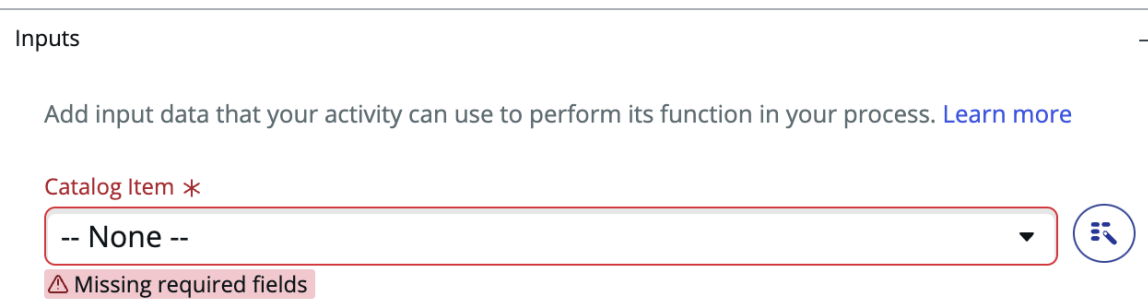 Inputs
Add input data that your activity can use to perform its function in your process. Learn more
Catalog Item *
-- None --
Missing required fields